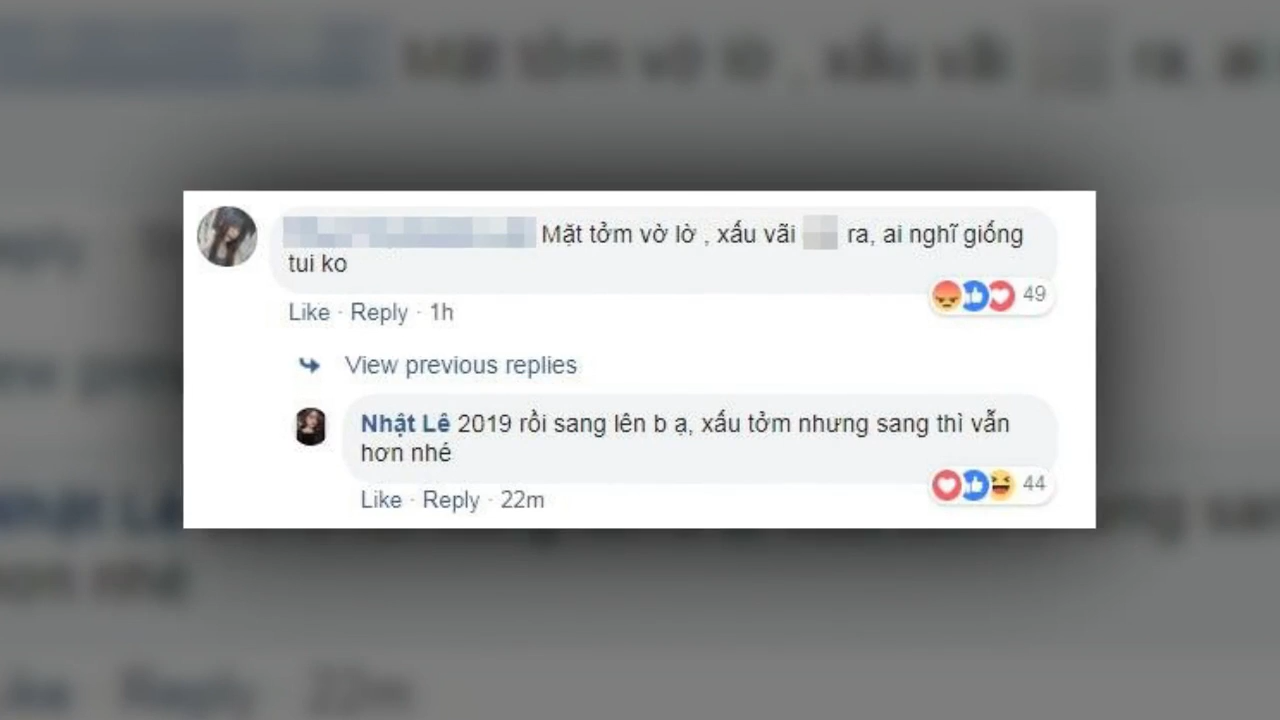 Mặt tởm vờ lờ , xấu vãi ra, ai nghĩ giống
tui ko
49
Like · Reply · 1h
View previous replies
Nhật Lê 2019 rồi sang lên b ạ, xấu tởm nhưng sang thì vẫn
hơn nhé
44
Like · Reply · 22m